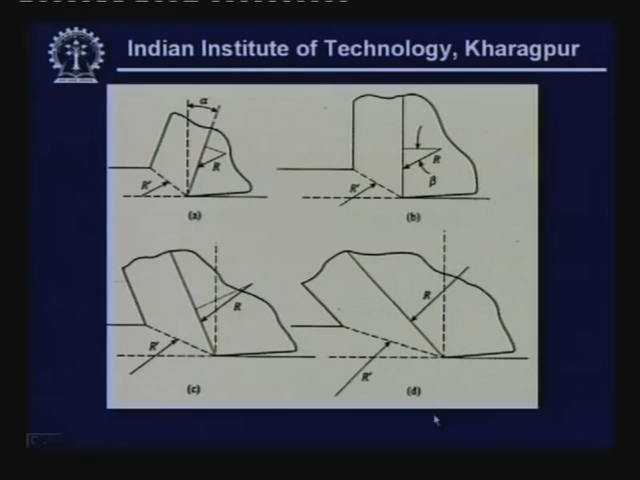 Indian Institute of Technology, Kharagpur
α
R
R'
(a)
R
R'
β
(b)
R
R'
(c)
R
R'
(d)